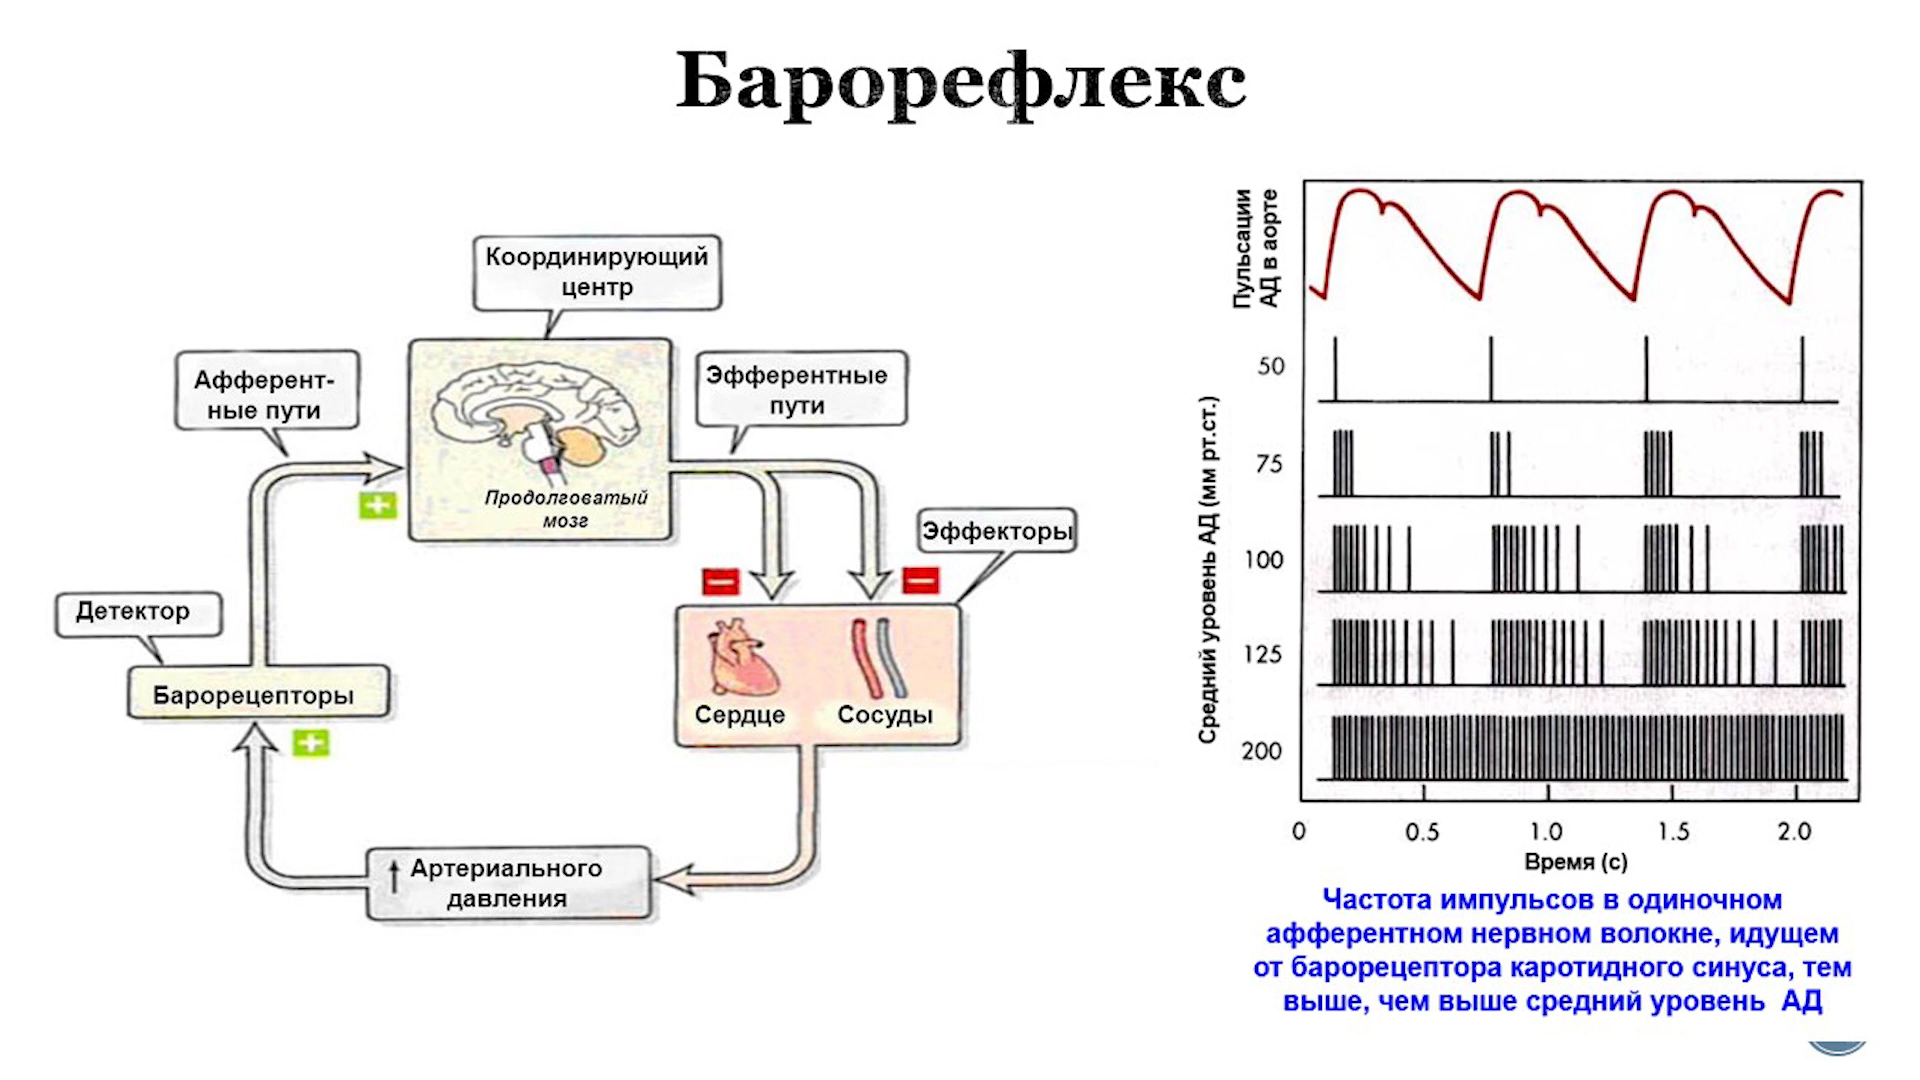 Барорефлекс
Координирующий
центр
Афферент-
ные пути
Эфферентные
пути
Продолговатый
мозг
Эффекторы
Детектор
Барорецепторы
Сердце
Сосуды
↑ Артериального
давления
Пульсации
АД в аорте
Средний уровень АД (мм рт.ст.)
50
75
100
125
200
0 0.5 1.0 1.5 2.0
Время (с)
Частота импульсов в одиночном
афферентном нервном волокне, идущем
от барорецептора каротидного синуса, тем
выше, чем выше средний уровень АД